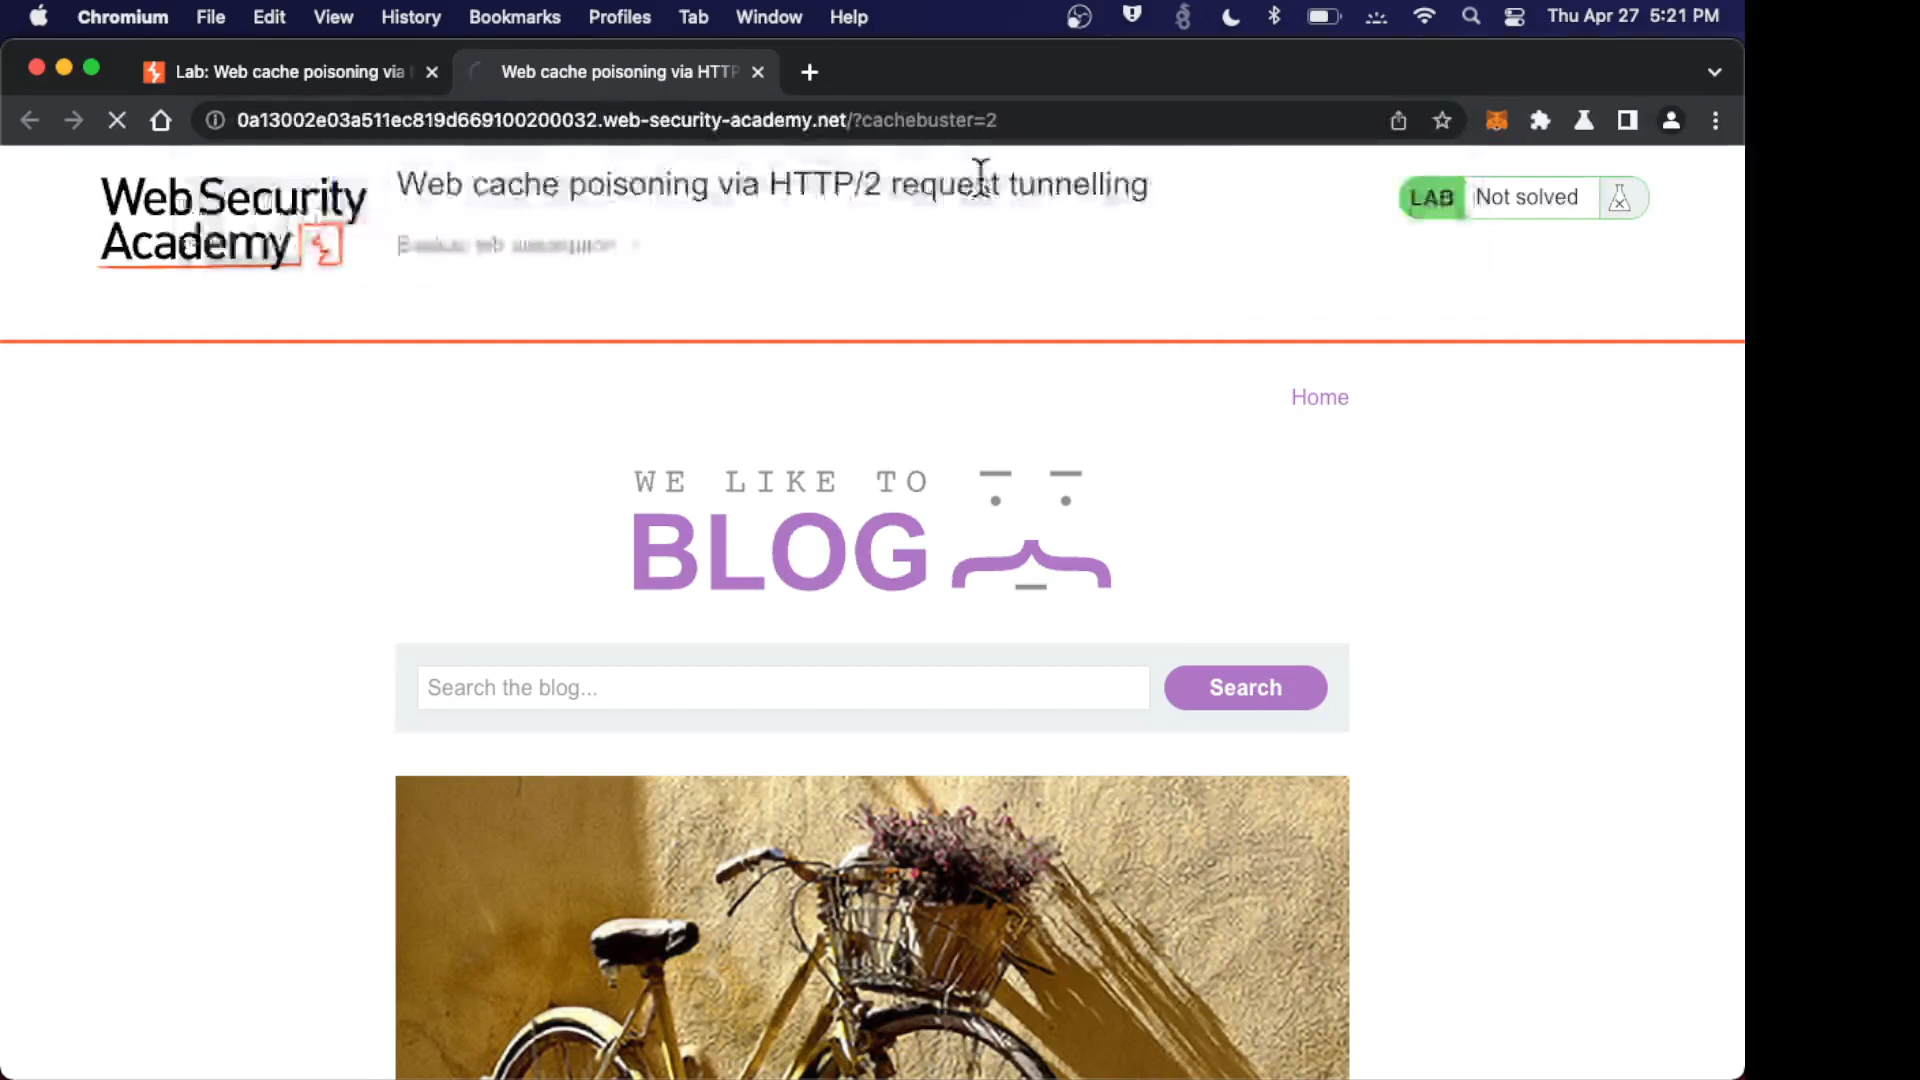 Chromium File Edit View History Bookmarks Profiles Tab Window Help Thu Apr 27 5:21 PM
Lab: Web cache poisoning via Web cache poisoning via HTTP
0a13002e03a511ec819d669100200032.web-security-academy.net/?cachebuster=2
Web Security
Academy
Web cache poisoning via HTTP/2 request tunnelling
LAB Not solved
Home
WE LIKE TO
BLOG
Search the blog...
Search